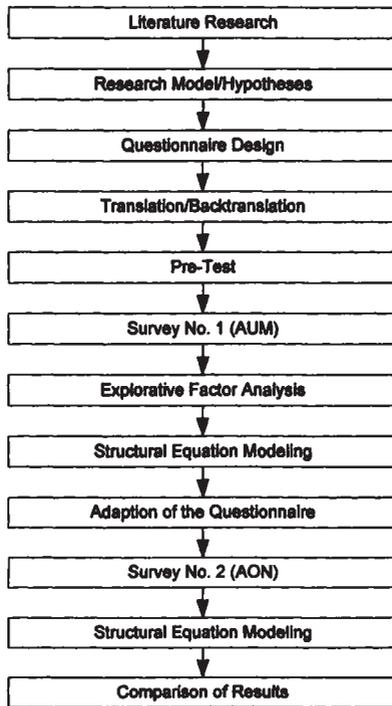 Literature Research
Research Model/Hypotheses
Questionnaire Design
Translation/Backtranslation
Pre-Test
Survey No. 1 (AUM)
Explorative Factor Analysis
Structural Equation Modeling
Adaption of the Questionnaire
Survey No. 2 (AON)
Structural Equation Modeling
Comparison of Results